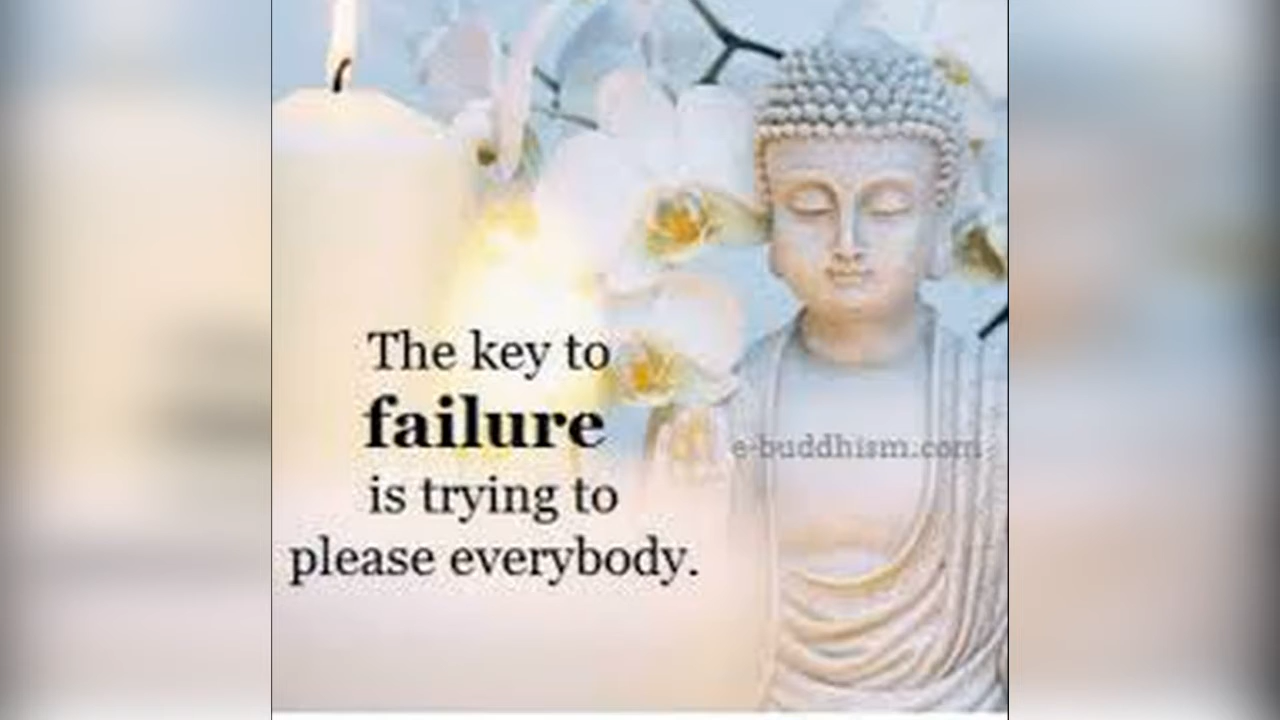 The key to
failure
is trying to
please everybody.
e-buddhism.com